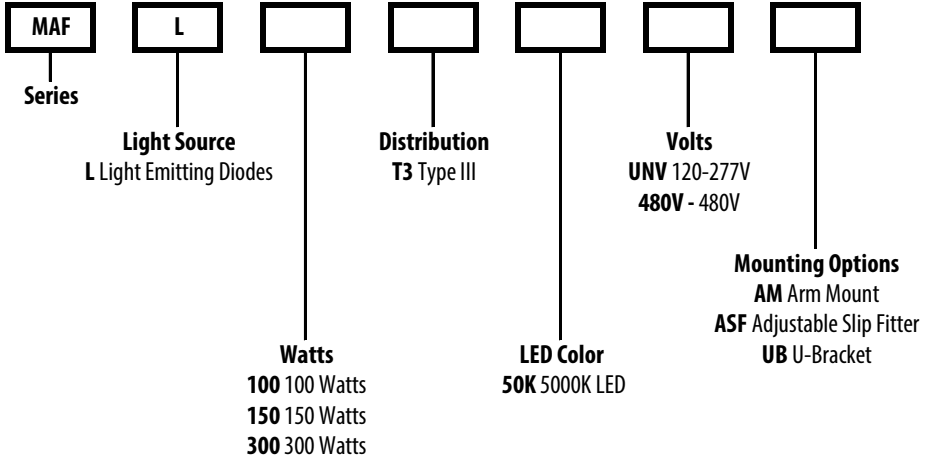 MAF
L
Series
Light Source
L Light Emitting Diodes
Distribution
T3 Type III
Volts
UNV 120-277V
480V - 480V
Mounting Options
AM Arm Mount
ASF Adjustable Slip Fitter
UB U-Bracket
Watts
100 100 Watts
150 150 Watts
300 300 Watts
LED Color
50K 5000K LED